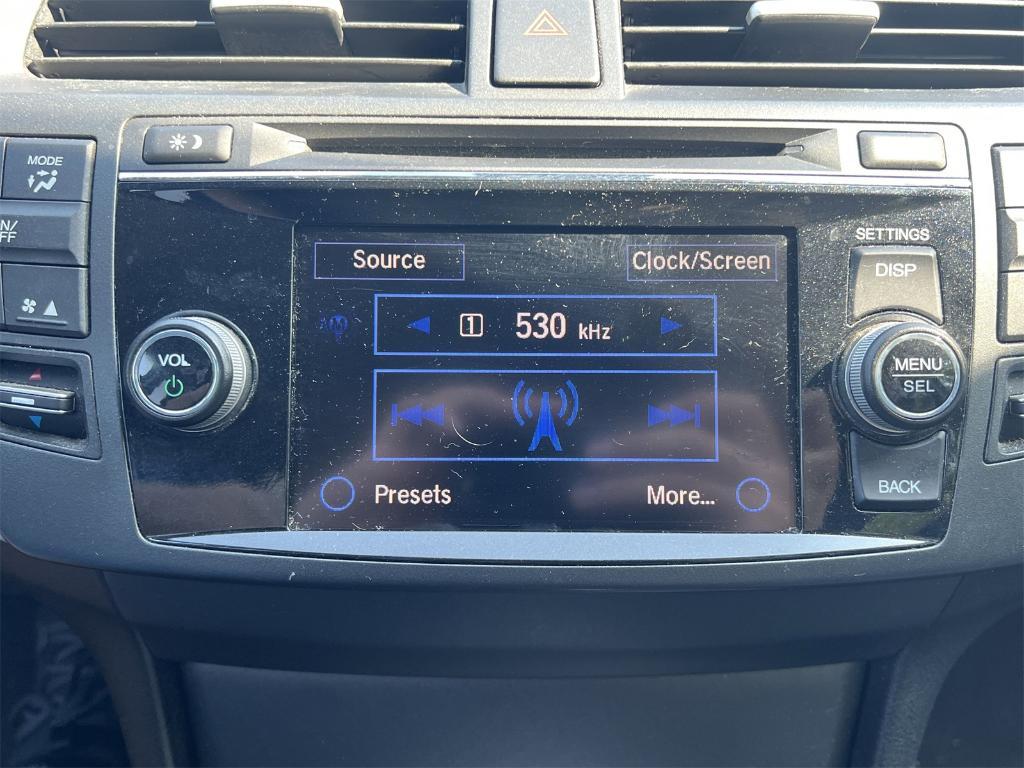 MODE
SETTINGS
Source
Clock/Screen
DISP
1 530 kHz
VOL
MENU
SEL
Presets
More...
BACK